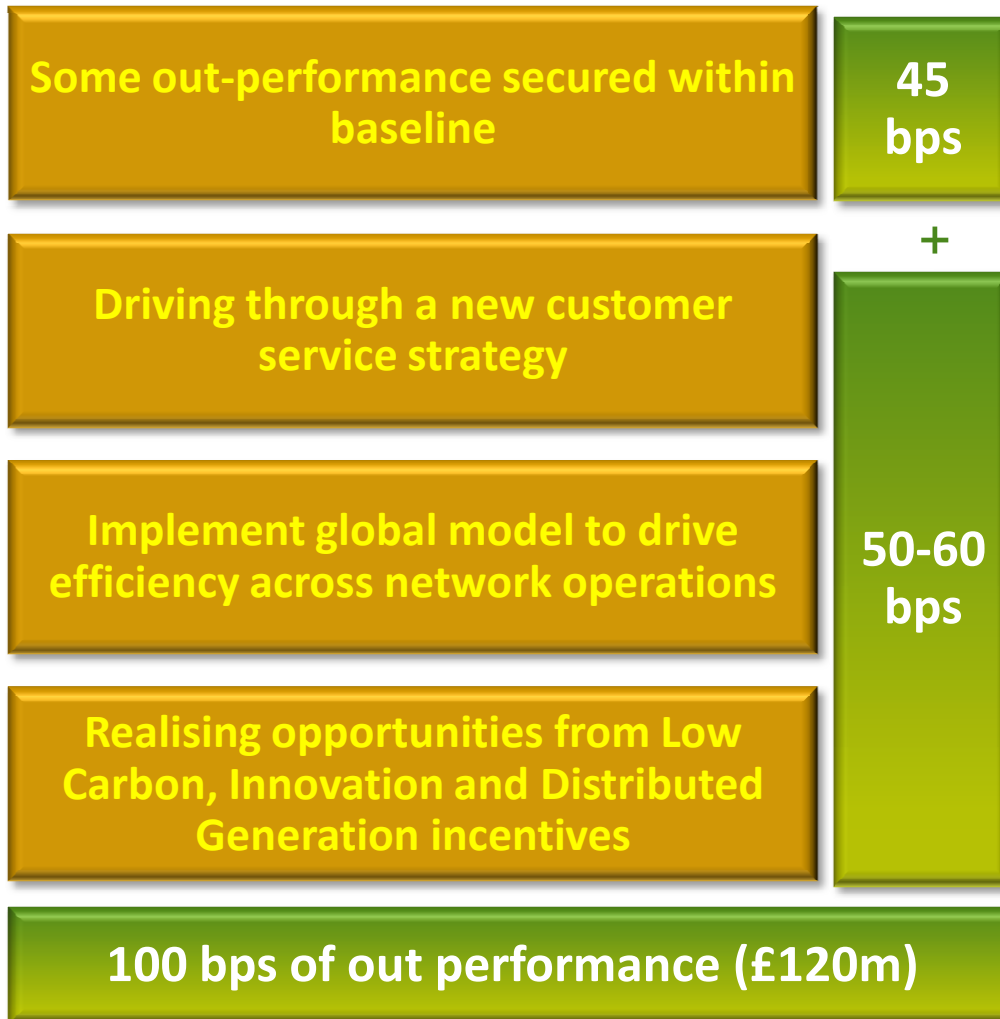 Some out-performance secured within
baseline
45
bps
+
Driving through a new customer
service strategy
Implement global model to drive
efficiency across network operations
50-60
bps
Realising opportunities from Low
Carbon, Innovation and Distributed
Generation incentives
100 bps of out performance (£120m)